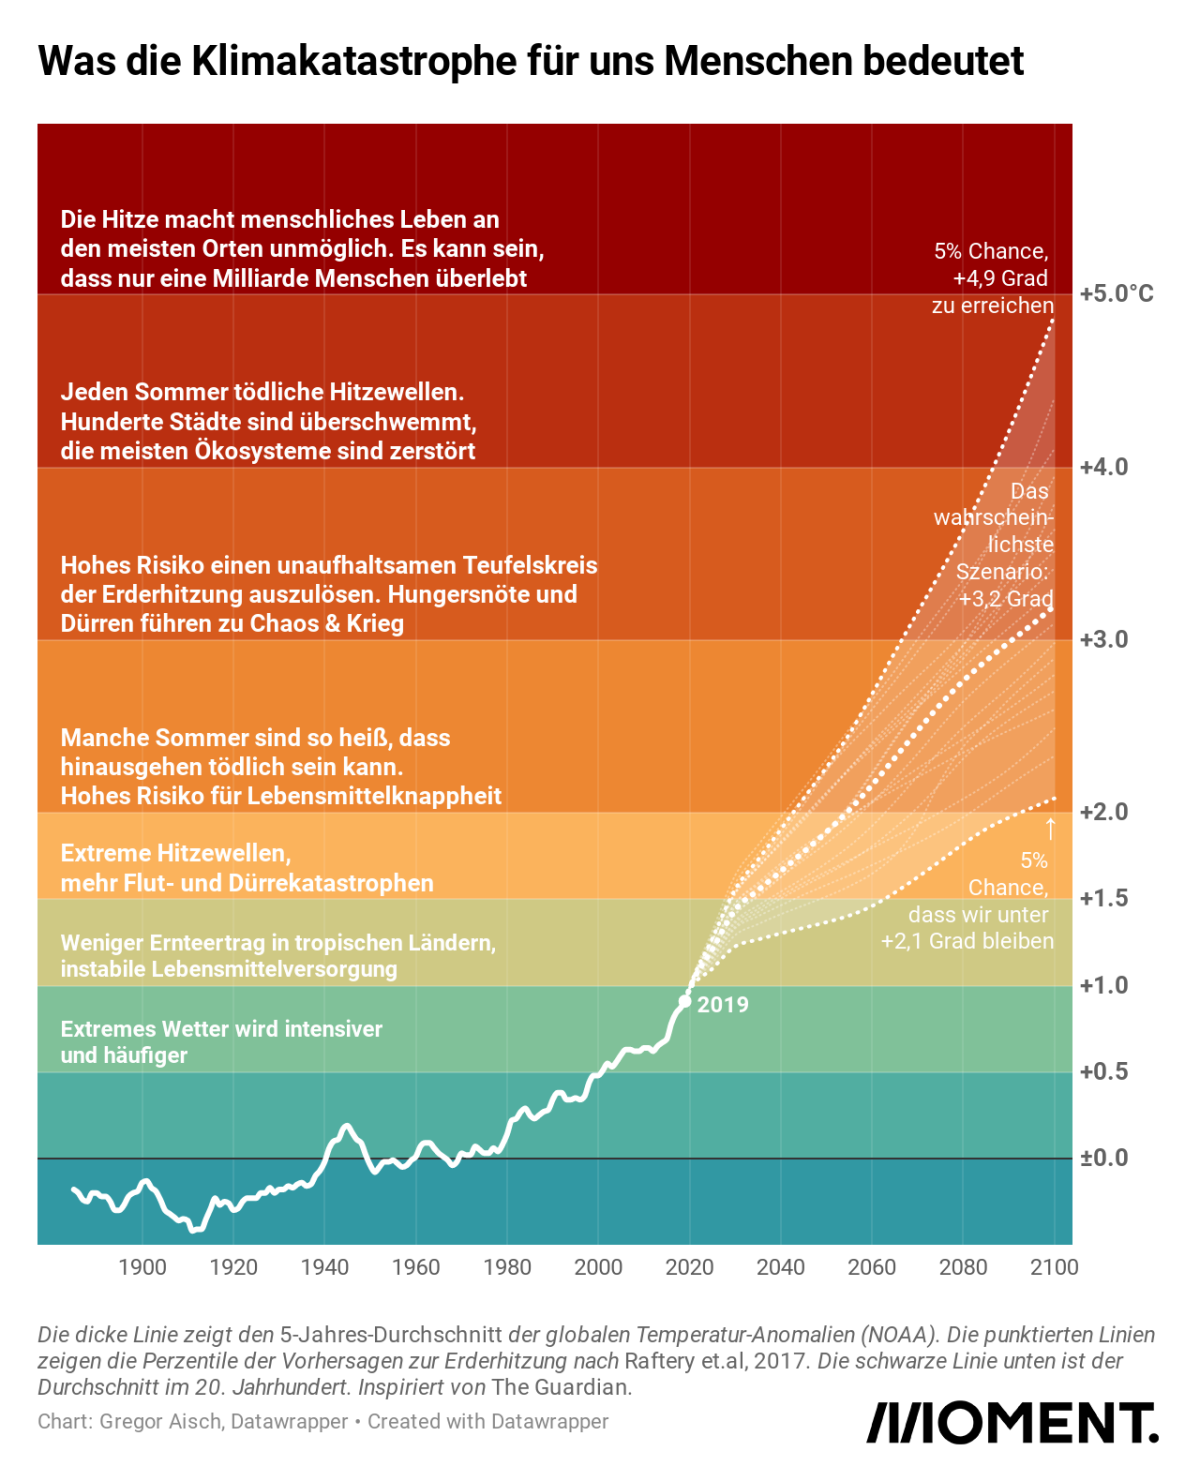 Was die Klimakatastrophe für uns Menschen bedeutet
Die Hitze macht menschliches Leben an
den meisten Orten unmöglich. Es kann sein,
dass nur eine Milliarde Menschen überlebt
5% Chance,
+4,9 Grad
zu erreichen
+5.0°C
Jeden Sommer tödliche Hitzewellen.
Hunderte Städte sind überschwemmt,
die meisten Ökosysteme sind zerstört
+4.0
Das
wahrschein-
lichste
Szenario:
+3,2 Grad
Hohes Risiko einen unaufhaltsamen Teufelskreis
der Erderhitzung auszulösen. Hungersnöte und
Dürren führen zu Chaos & Krieg
+3.0
Manche Sommer sind so heiß, dass
hinausgehen tödlich sein kann.
Hohes Risiko für Lebensmittelknappheit
+2.0
↑
5%
Chance,
dass wir unter
+2,1 Grad bleiben
Extreme Hitzewellen,
mehr Flut- und Dürrekatastrophen
+1.5
Weniger Ernteertrag in tropischen Ländern,
instabile Lebensmittelversorgung
+1.0
2019
Extremes Wetter wird intensiver
und häufiger
+0.5
±0.0
1900 1920 1940 1960 1980 2000 2020 2040 2060 2080 2100
Die dicke Linie zeigt den 5-Jahres-Durchschnitt der globalen Temperatur-Anomalien (NOAA). Die punktierten Linien
zeigen die Perzentile der Vorhersagen zur Erderhitzung nach Raftery et.al, 2017. Die schwarze Linie unten ist der
Durchschnitt im 20. Jahrhundert. Inspiriert von The Guardian.
Chart: Gregor Aisch, Datawrapper • Created with Datawrapper
MOMENT.